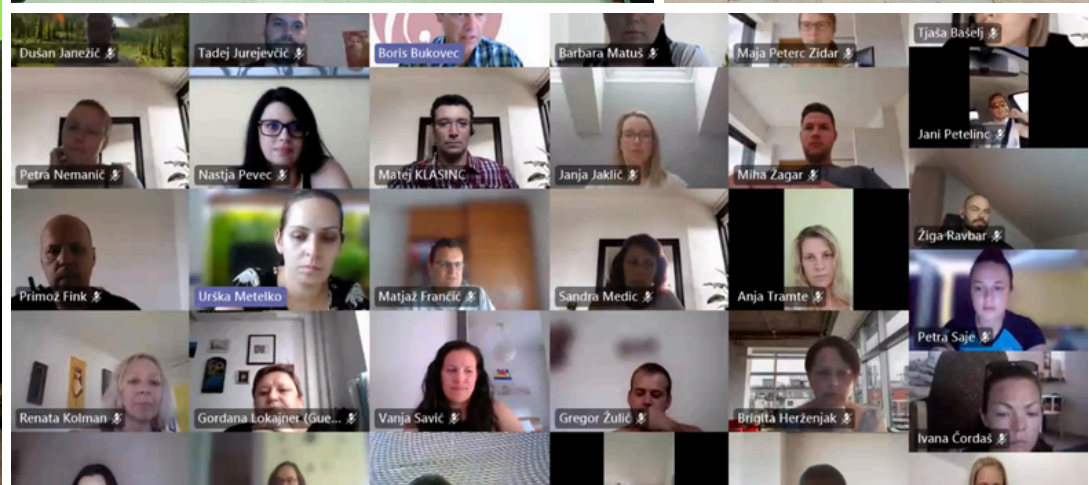 Dušan Janežič
Tadej Jurejevčič
Boris Bukovec
Barbara Matuš
Maja Peterc Zidar
Tjaša Bašelj
Petra Nemanič
Nastja Pevec
Matej KLASINC
Janja Jaklič
Miha Žagar
Jani Petelinc
Primož Fink
Urška Metelko
Matjaž Frančič
Sandra Medic
Anja Tramte
Žiga Ravbar
Petra Saje
Renata Kolman
Gordana Lokajner (Gue...
Vanja Savić
Gregor Žulič
Brigita Herženjak
Ivana Čordaš